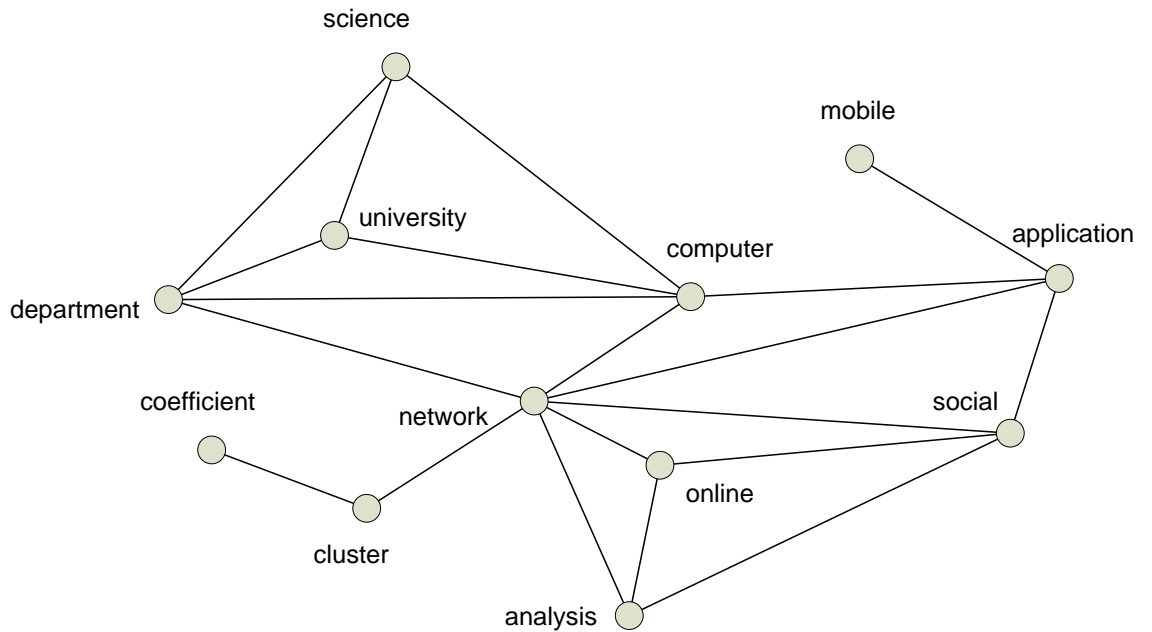 science
mobile
university
application
computer
department
coefficient
social
network
online
cluster
analysis